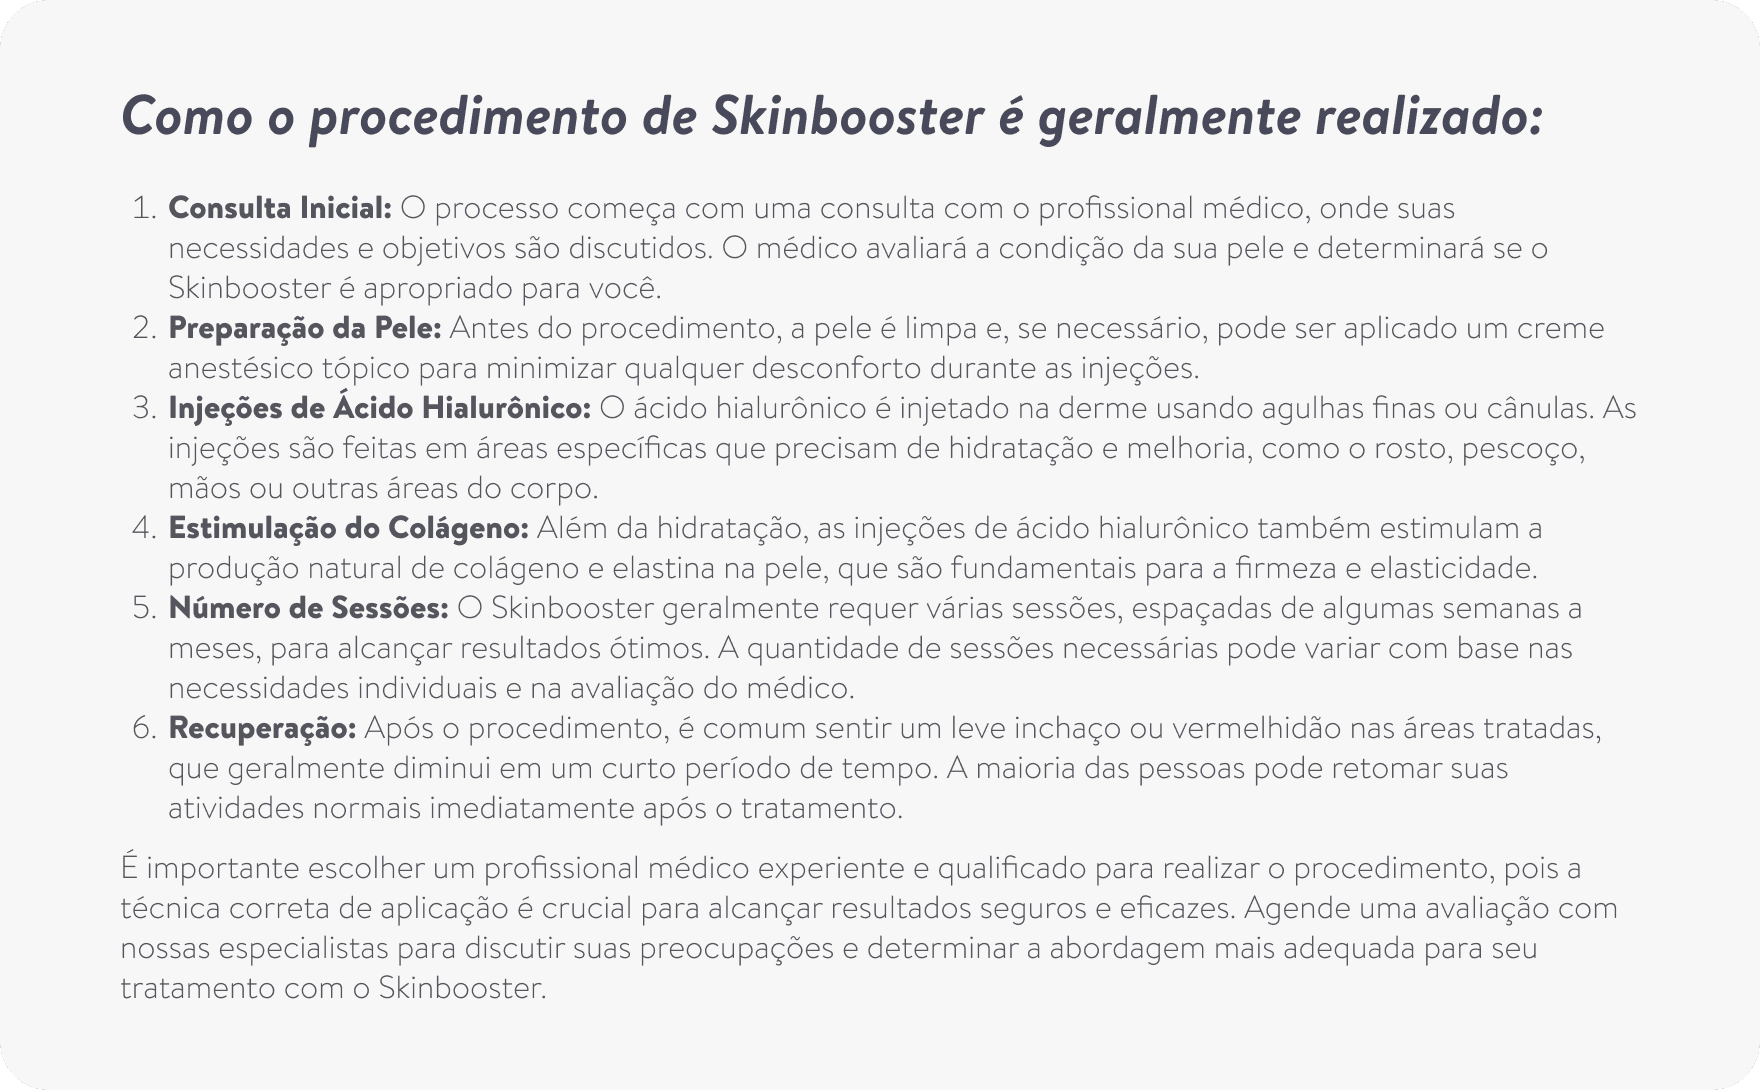 Como o procedimento de Skinbooster é geralmente realizado:
1. Consulta Inicial: O processo começa com uma consulta com o profissional médico, onde suas
necessidades e objetivos são discutidos. O médico avaliará a condição da sua pele e determinará se o
Skinbooster é apropriado para você.
2. Preparação da Pele: Antes do procedimento, a pele é limpa e, se necessário, pode ser aplicado um creme
anestésico tópico para minimizar qualquer desconforto durante as injeções.
3. Injeções de Ácido Hialurônico: O ácido hialurônico é injetado na derme usando agulhas finas ou cânulas. As
injeções são feitas em áreas específicas que precisam de hidratação e melhoria, como o rosto, pescoço,
mãos ou outras áreas do corpo.
4. Estimulação do Colágeno: Além da hidratação, as injeções de ácido hialurônico também estimulam a
produção natural de colágeno e elastina na pele, que são fundamentais para a firmeza e elasticidade.
5. Número de Sessões: O Skinbooster geralmente requer várias sessões, espaçadas de algumas semanas a
meses, para alcançar resultados ótimos. A quantidade de sessões necessárias pode variar com base nas
necessidades individuais e na avaliação do médico.
6. Recuperação: Após o procedimento, é comum sentir um leve inchaço ou vermelhidão nas áreas tratadas,
que geralmente diminui em um curto período de tempo. A maioria das pessoas pode retomar suas
atividades normais imediatamente após o tratamento.
É importante escolher um profissional médico experiente e qualificado para realizar o procedimento, pois a
técnica correta de aplicação é crucial para alcançar resultados seguros e eficazes. Agende uma avaliação com
nossas especialistas para discutir suas preocupações e determinar a abordagem mais adequada para seu
tratamento com o Skinbooster.